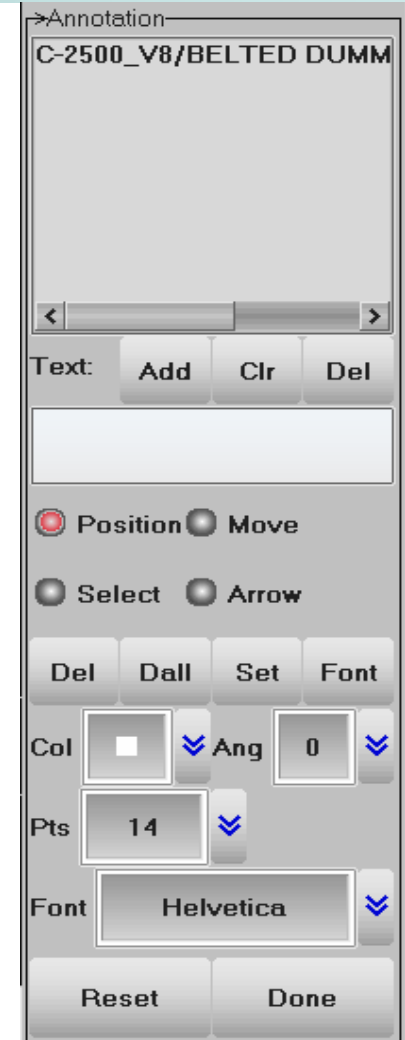 ->Annotation
C-2500_V8/BELTED DUMM
Text: Add Clr Del
Position Move
Select Arrow
Del Dall Set Font
Col Ang 0
Pts 14
Font Helvetica
Reset Done